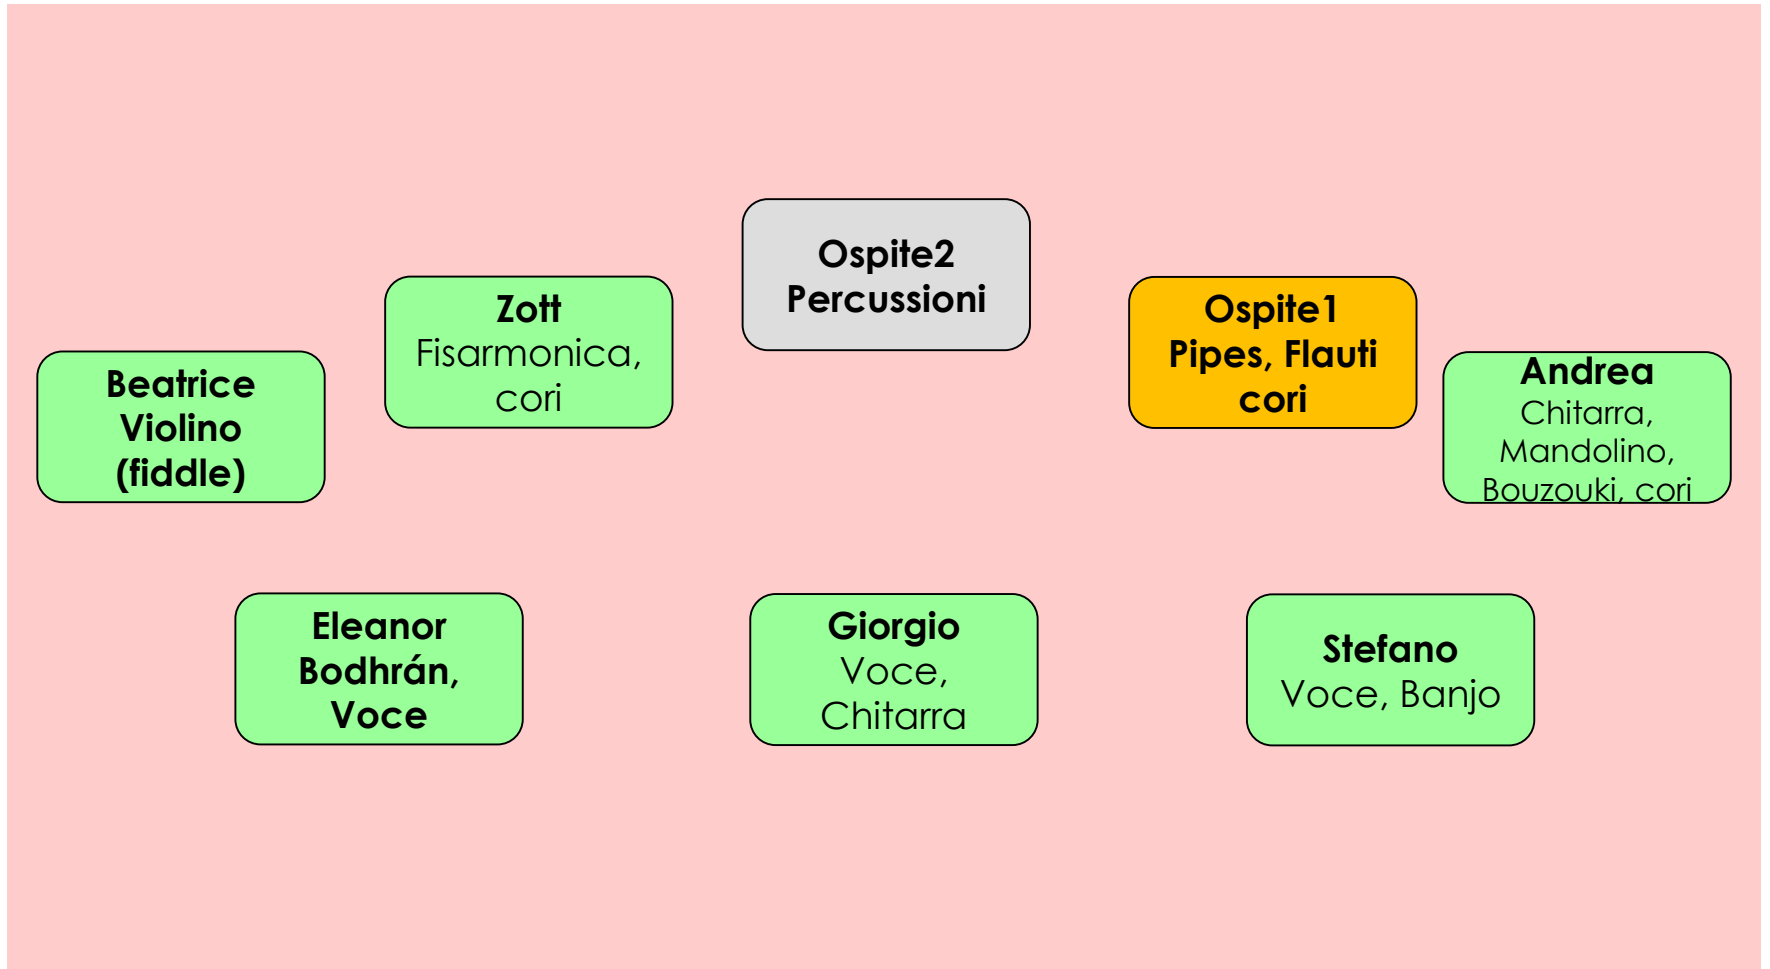 Ospite2
Percussioni
Zott
Fisarmonica,
cori
Ospite1
Pipes, Flauti
cori
Beatrice
Violino
(fiddle)
Andrea
Chitarra,
Mandolino,
Bouzouki, cori
Eleanor
Bodhrán,
Voce
Giorgio
Voce,
Chitarra
Stefano
Voce, Banjo